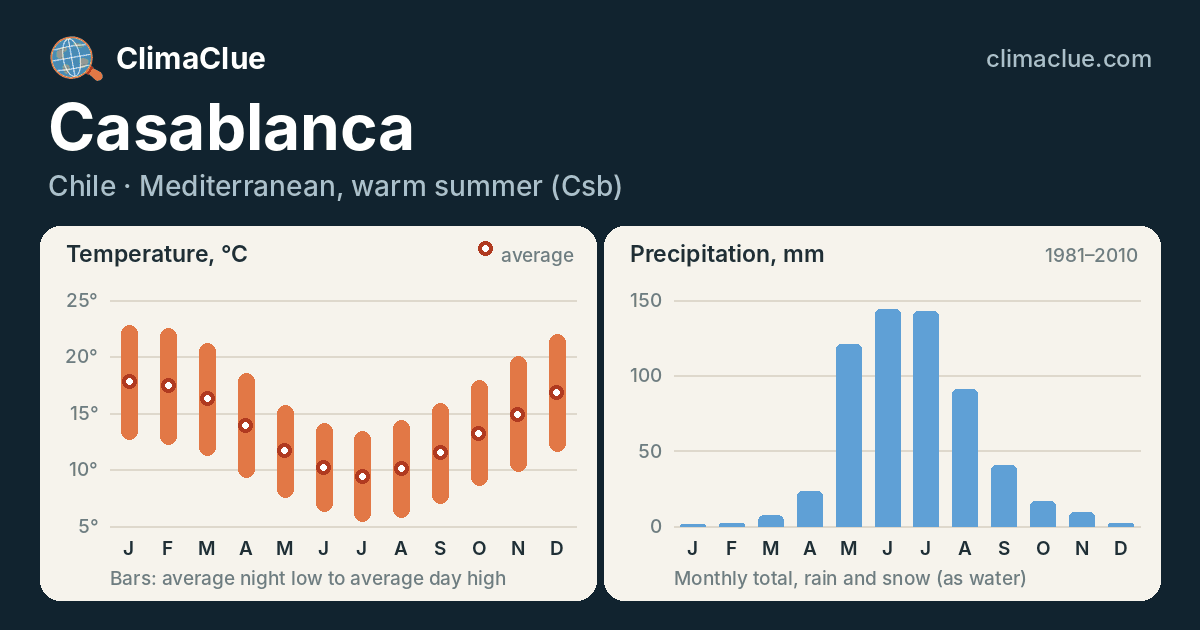 ClimaClue
climaclue.com
Casablanca
Chile · Mediterranean, warm summer (Csb)
Temperature, °C
average
25°
20°
15°
10°
5°
J F M A M J J A S O N D
Bars: average night low to average day high
Precipitation, mm
1981–2010
150
100
50
0
J F M A M J J A S O N D
Monthly total, rain and snow (as water)